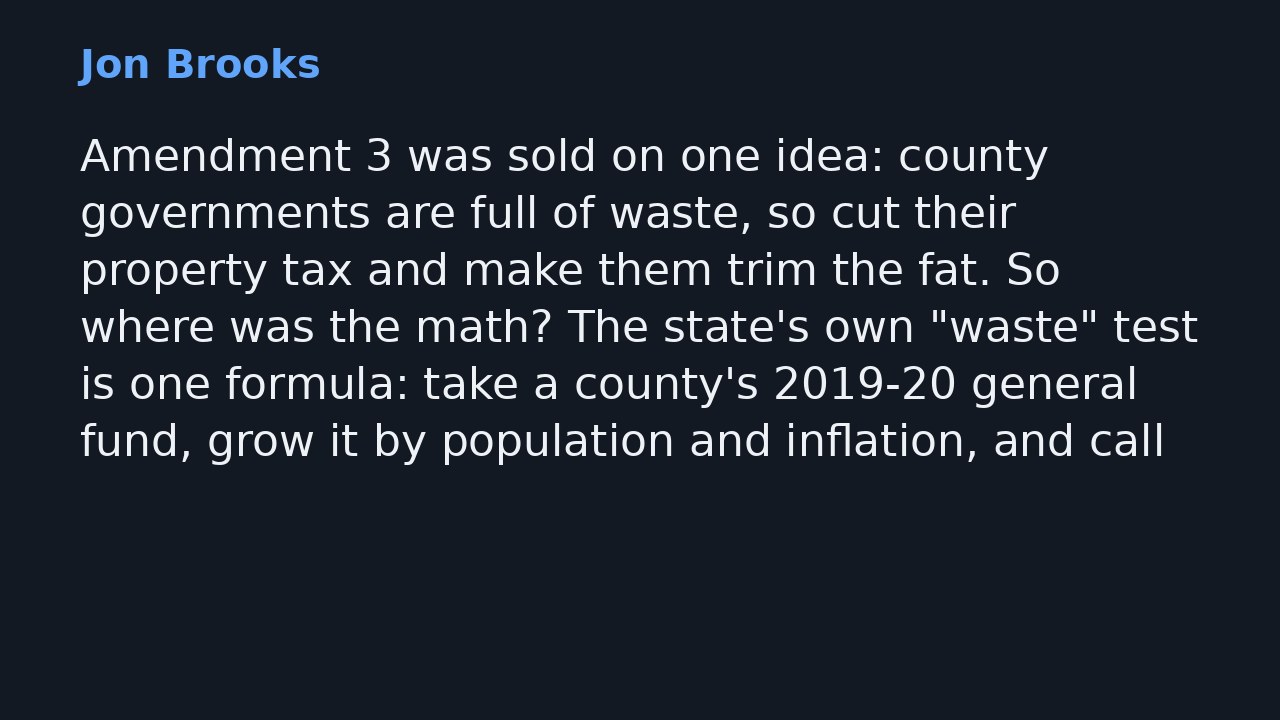 Jon Brooks
Amendment 3 was sold on one idea: county
governments are full of waste, so cut their
property tax and make them trim the fat. So
where was the math? The state's own "waste" test
is one formula: take a county's 2019-20 general
fund, grow it by population and inflation, and call